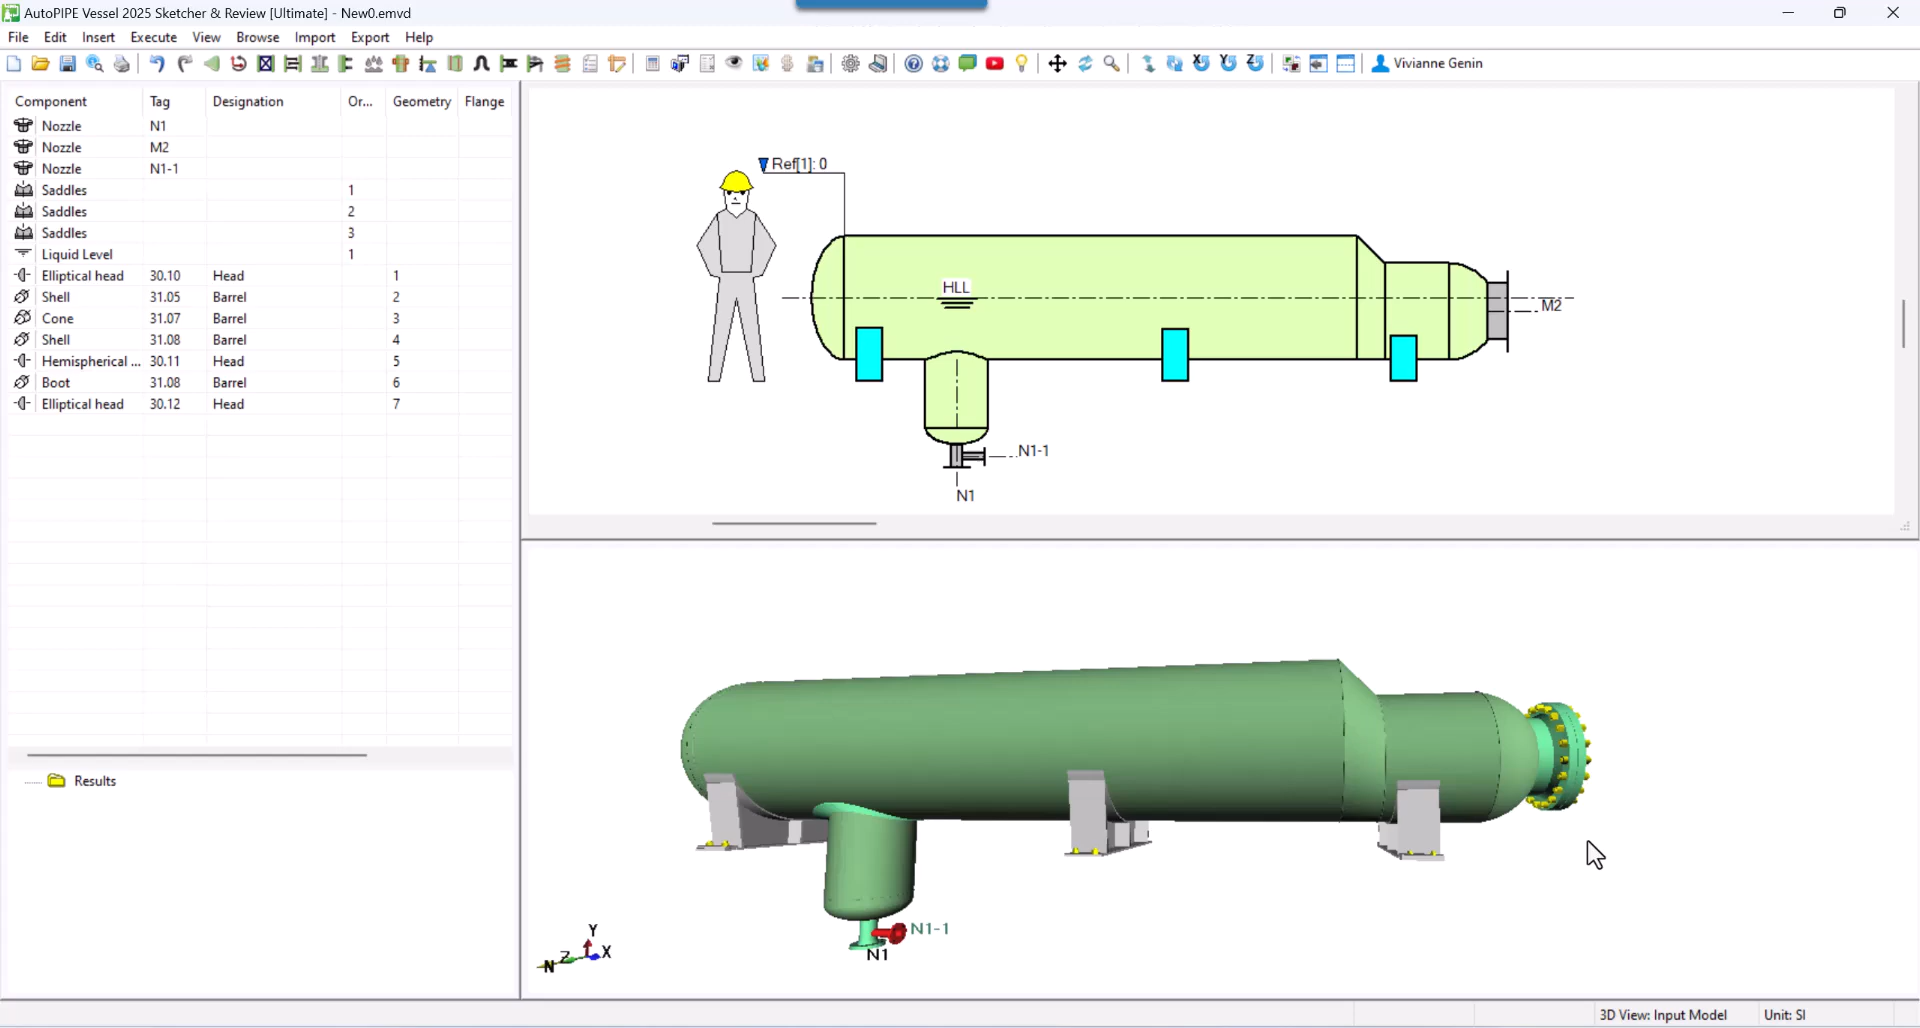 AutoPIPE Vessel 2025 Sketcher & Review [Ultimate] - New0.emvd
File Edit Insert Execute View Browse Import Export Help
Vivianne Genin
Component Tag Designation Or... Geometry Flange
Nozzle N1
Nozzle M2
Nozzle N1-1
Saddles 1
Saddles 2
Saddles 3
Liquid Level 1
Elliptical head 30.10 Head 1
Shell 31.05 Barrel 2
Cone 31.07 Barrel 3
Shell 31.08 Barrel 4
Hemispherical ... 30.11 Head 5
Boot 31.08 Barrel 6
Elliptical head 30.12 Head 7
Results
Ref[1]: 0
HLL
M2
N1-1
N1
N1-1
N1
Y
Z X
N
3D View: Input Model Unit: SI